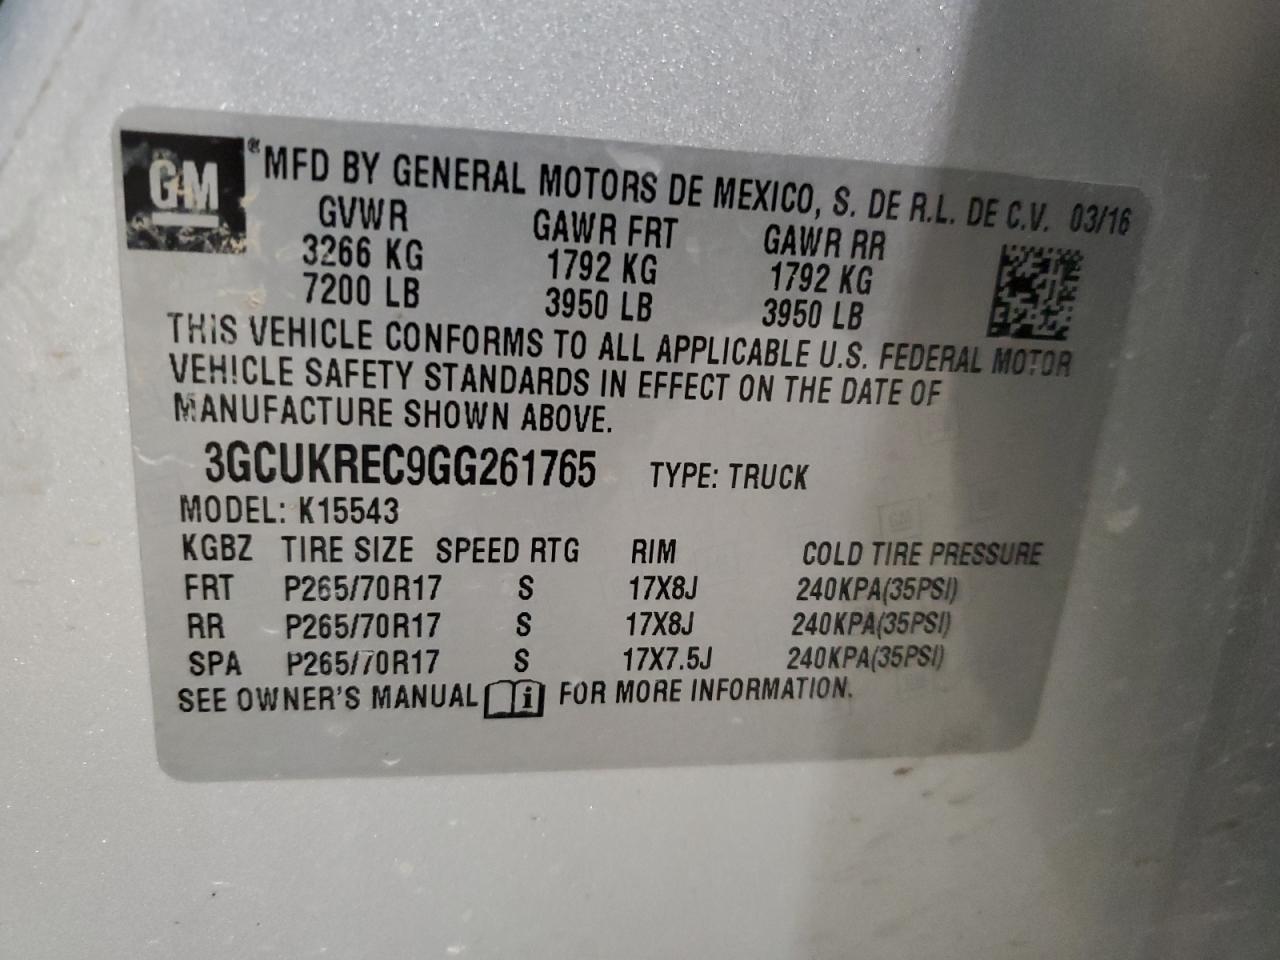 GM ® MFD BY GENERAL MOTORS DE MEXICO, S. DE R.L. DE C.V. 03/16
GVWR GAWR FRT GAWR RR
3266 KG 1792 KG 1792 KG
7200 LB 3950 LB 3950 LB
THIS VEHICLE CONFORMS TO ALL APPLICABLE U.S. FEDERAL MOTOR
VEHICLE SAFETY STANDARDS IN EFFECT ON THE DATE OF
MANUFACTURE SHOWN ABOVE.
3GCUKREC9GG261765 TYPE: TRUCK
MODEL: K15543
KGBZ TIRE SIZE SPEED RTG RIM COLD TIRE PRESSURE
FRT P265/70R17 S 17X8J 240KPA(35PSI)
RR P265/70R17 S 17X8J 240KPA(35PSI)
SPA P265/70R17 S 17X7.5J 240KPA(35PSI)
SEE OWNER'S MANUAL i FOR MORE INFORMATION.